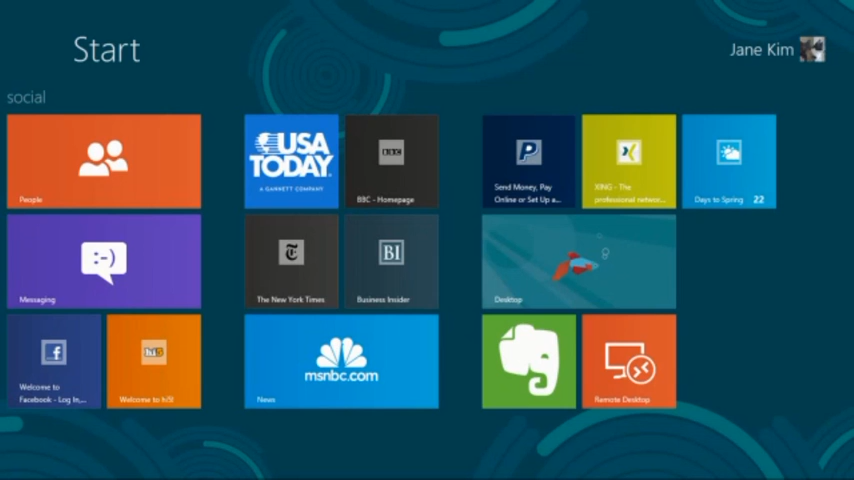 Start
Jane Kim
social
People
Messaging
Welcome to
Facebook - Log In,...
hi5
Welcome to hi5!
USA
TODAY
A GANNETT COMPANY
BBC
BBC - Homepage
The New York Times
BI
Business Insider
msnbc.com
News
Send Money, Pay
Online or Set Up a...
XING - The
professional networ...
Days to Spring 22
Desktop
Remote Desktop